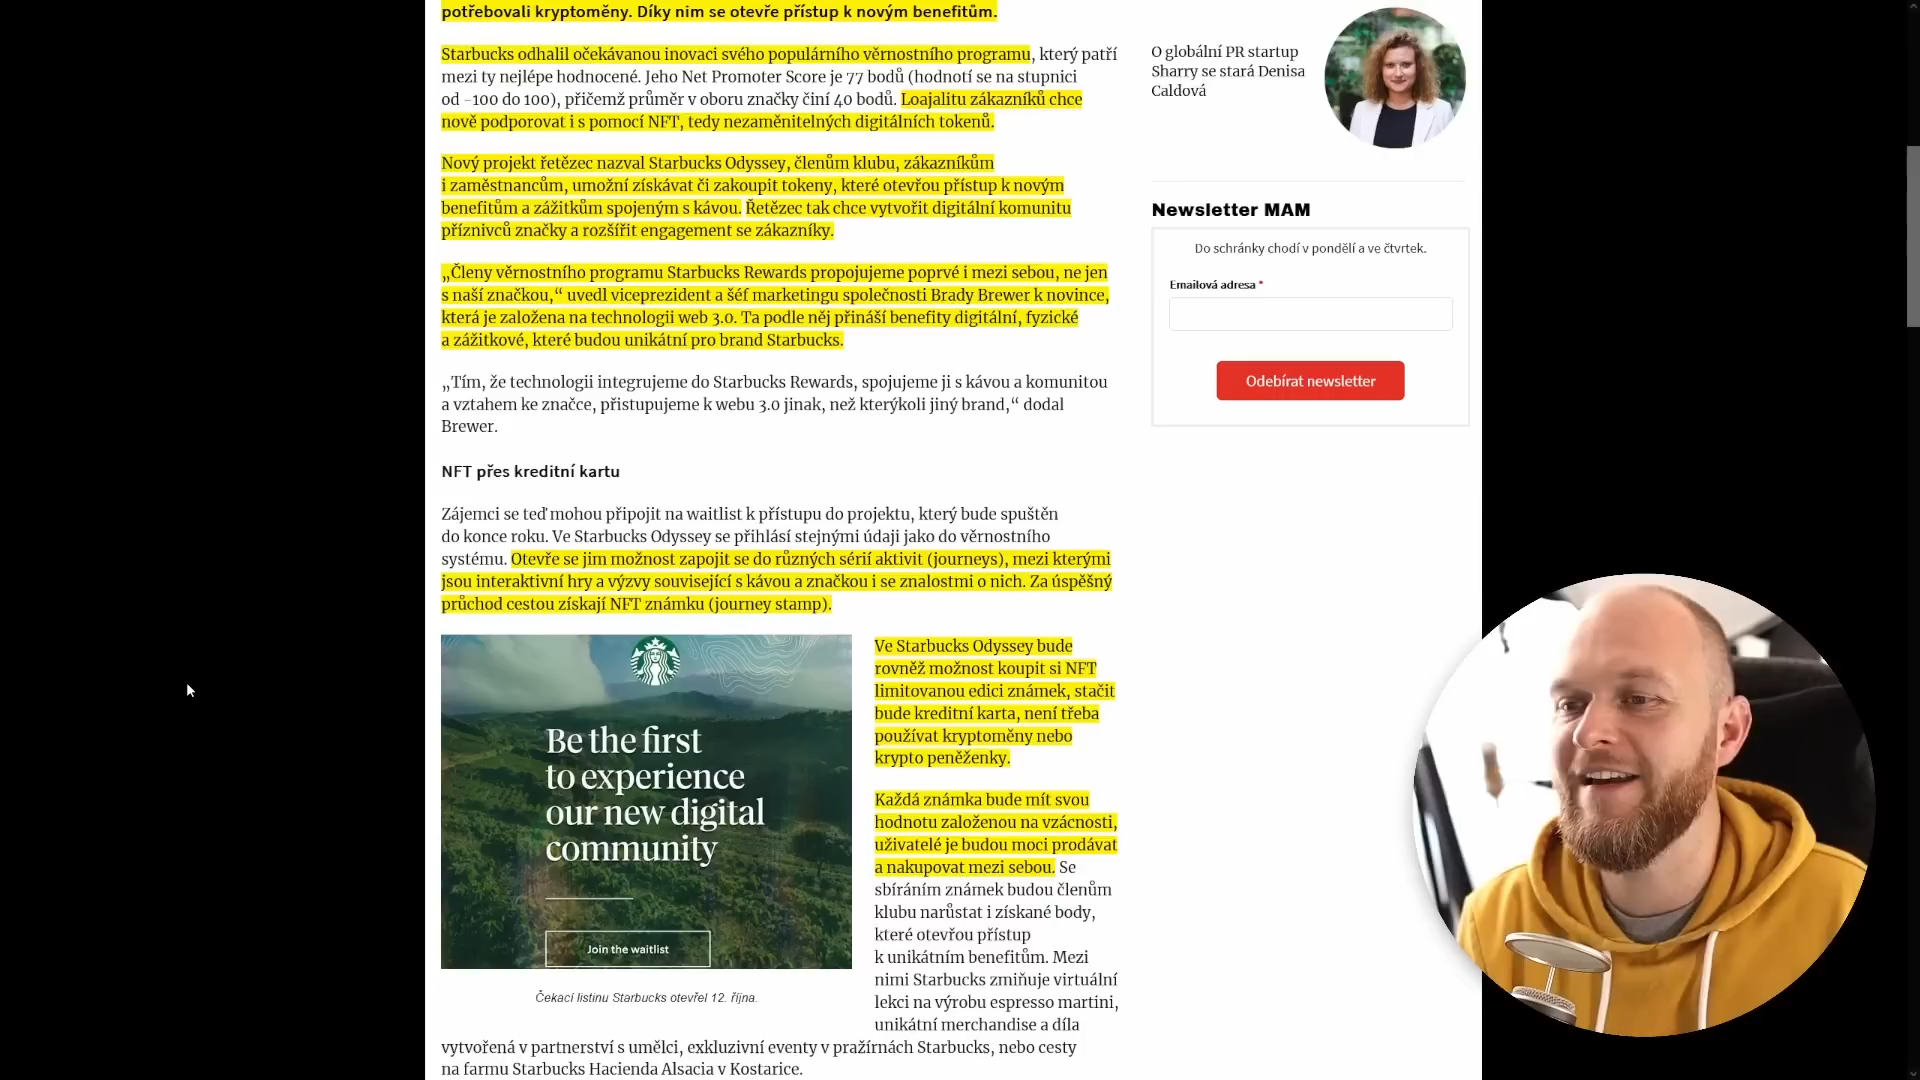 potřebovali kryptoměny. Díky nim se otevře přístup k novým benefitům.
Starbucks odhalil očekávanou inovaci svého populárního věrnostního programu, který patří
mezi ty nejlépe hodnocené. Jeho Net Promoter Score je 77 bodů (hodnotí se na stupnici
od -100 do 100), přičemž průměr v oboru značky činí 40 bodů. Loajalitu zákazníků chce
nově podporovat i s pomocí NFT, tedy nezaměnitelných digitálních tokenů.
Nový projekt řetězec nazval Starbucks Odyssey, členům klubu, zákazníkům
i zaměstnancům, umožní získávat či zakoupit tokeny, které otevřou přístup k novým
benefitům a zážitkům spojeným s kávou. Řetězec tak chce vytvořit digitální komunitu
příznivců značky a rozšířit engagement se zákazníky.
„Členy věrnostního programu Starbucks Rewards propojujeme poprvé i mezi sebou, ne jen
s naší značkou,“ uvedl viceprezident a šéf marketingu společnosti Brady Brewer k novince,
která je založena na technologii web 3.0. Ta podle něj přináší benefity digitální, fyzické
a zážitkové, které budou unikátní pro brand Starbucks.
„Tím, že technologii integrujeme do Starbucks Rewards, spojujeme ji s kávou a komunitou
a vztahem ke značce, přistupujeme k webu 3.0 jinak, než kterýkoli jiný brand,“ dodal
Brewer.
NFT přes kreditní kartu
Zájemci se teď mohou připojit na waitlist k přístupu do projektu, který bude spuštěn
do konce roku. Ve Starbucks Odyssey se přihlásí stejnými údaji jako do věrnostního
systému. Otevře se jim možnost zapojit se do různých sérií aktivit (journeys), mezi kterými
jsou interaktivní hry a výzvy související s kávou a značkou i se znalostmi o nich. Za úspěšný
průchod cestou získají NFT známku (journey stamp).
Be the first
to experience
our new digital
community
Join the waitlist
Čekací listinu Starbucks otevřel 12. října.
Ve Starbucks Odyssey bude
rovněž možnost koupit si NFT
limitovanou edici známek, stačit
bude kreditní karta, není třeba
používat kryptoměny nebo
krypto peněženky.
Každá známka bude mít svou
hodnotu založenou na vzácnosti,
uživatelé je budou moci prodávat
a nakupovat mezi sebou. Se
sbíráním známek budou členům
klubu narůstat i získané body,
které otevřou přístup
k unikátním benefitům. Mezi
nimi Starbucks zmiňuje virtuální
lekci na výrobu espresso martini,
unikátní merchandise a díla
vytvořená v partnerství s umělci, exkluzivní eventy v pražírnách Starbucks, nebo cesty
na farmu Starbucks Hacienda Alsacia v Kostarice.
O globální PR startup
Sharry se stará Denisa
Caldová
Newsletter MAM
Do schránky chodí v pondělí a ve čtvrtek.
Emailová adresa *
Odebírat newsletter